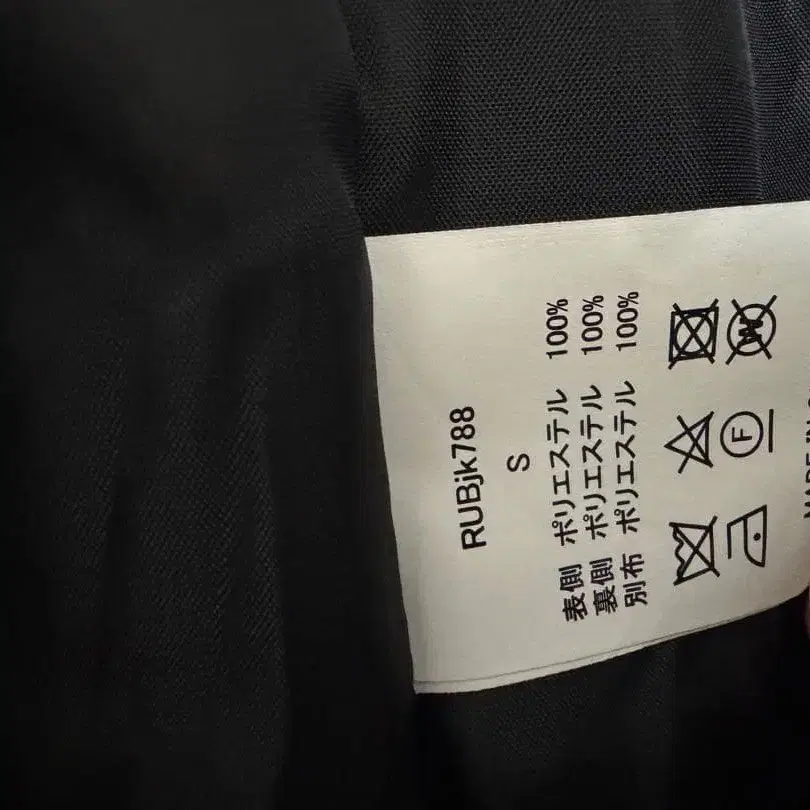 RUBjk788
S
表側 ポリエステル 100%
裏側 ポリエステル 100%
別布 ポリエステル 100%
F W